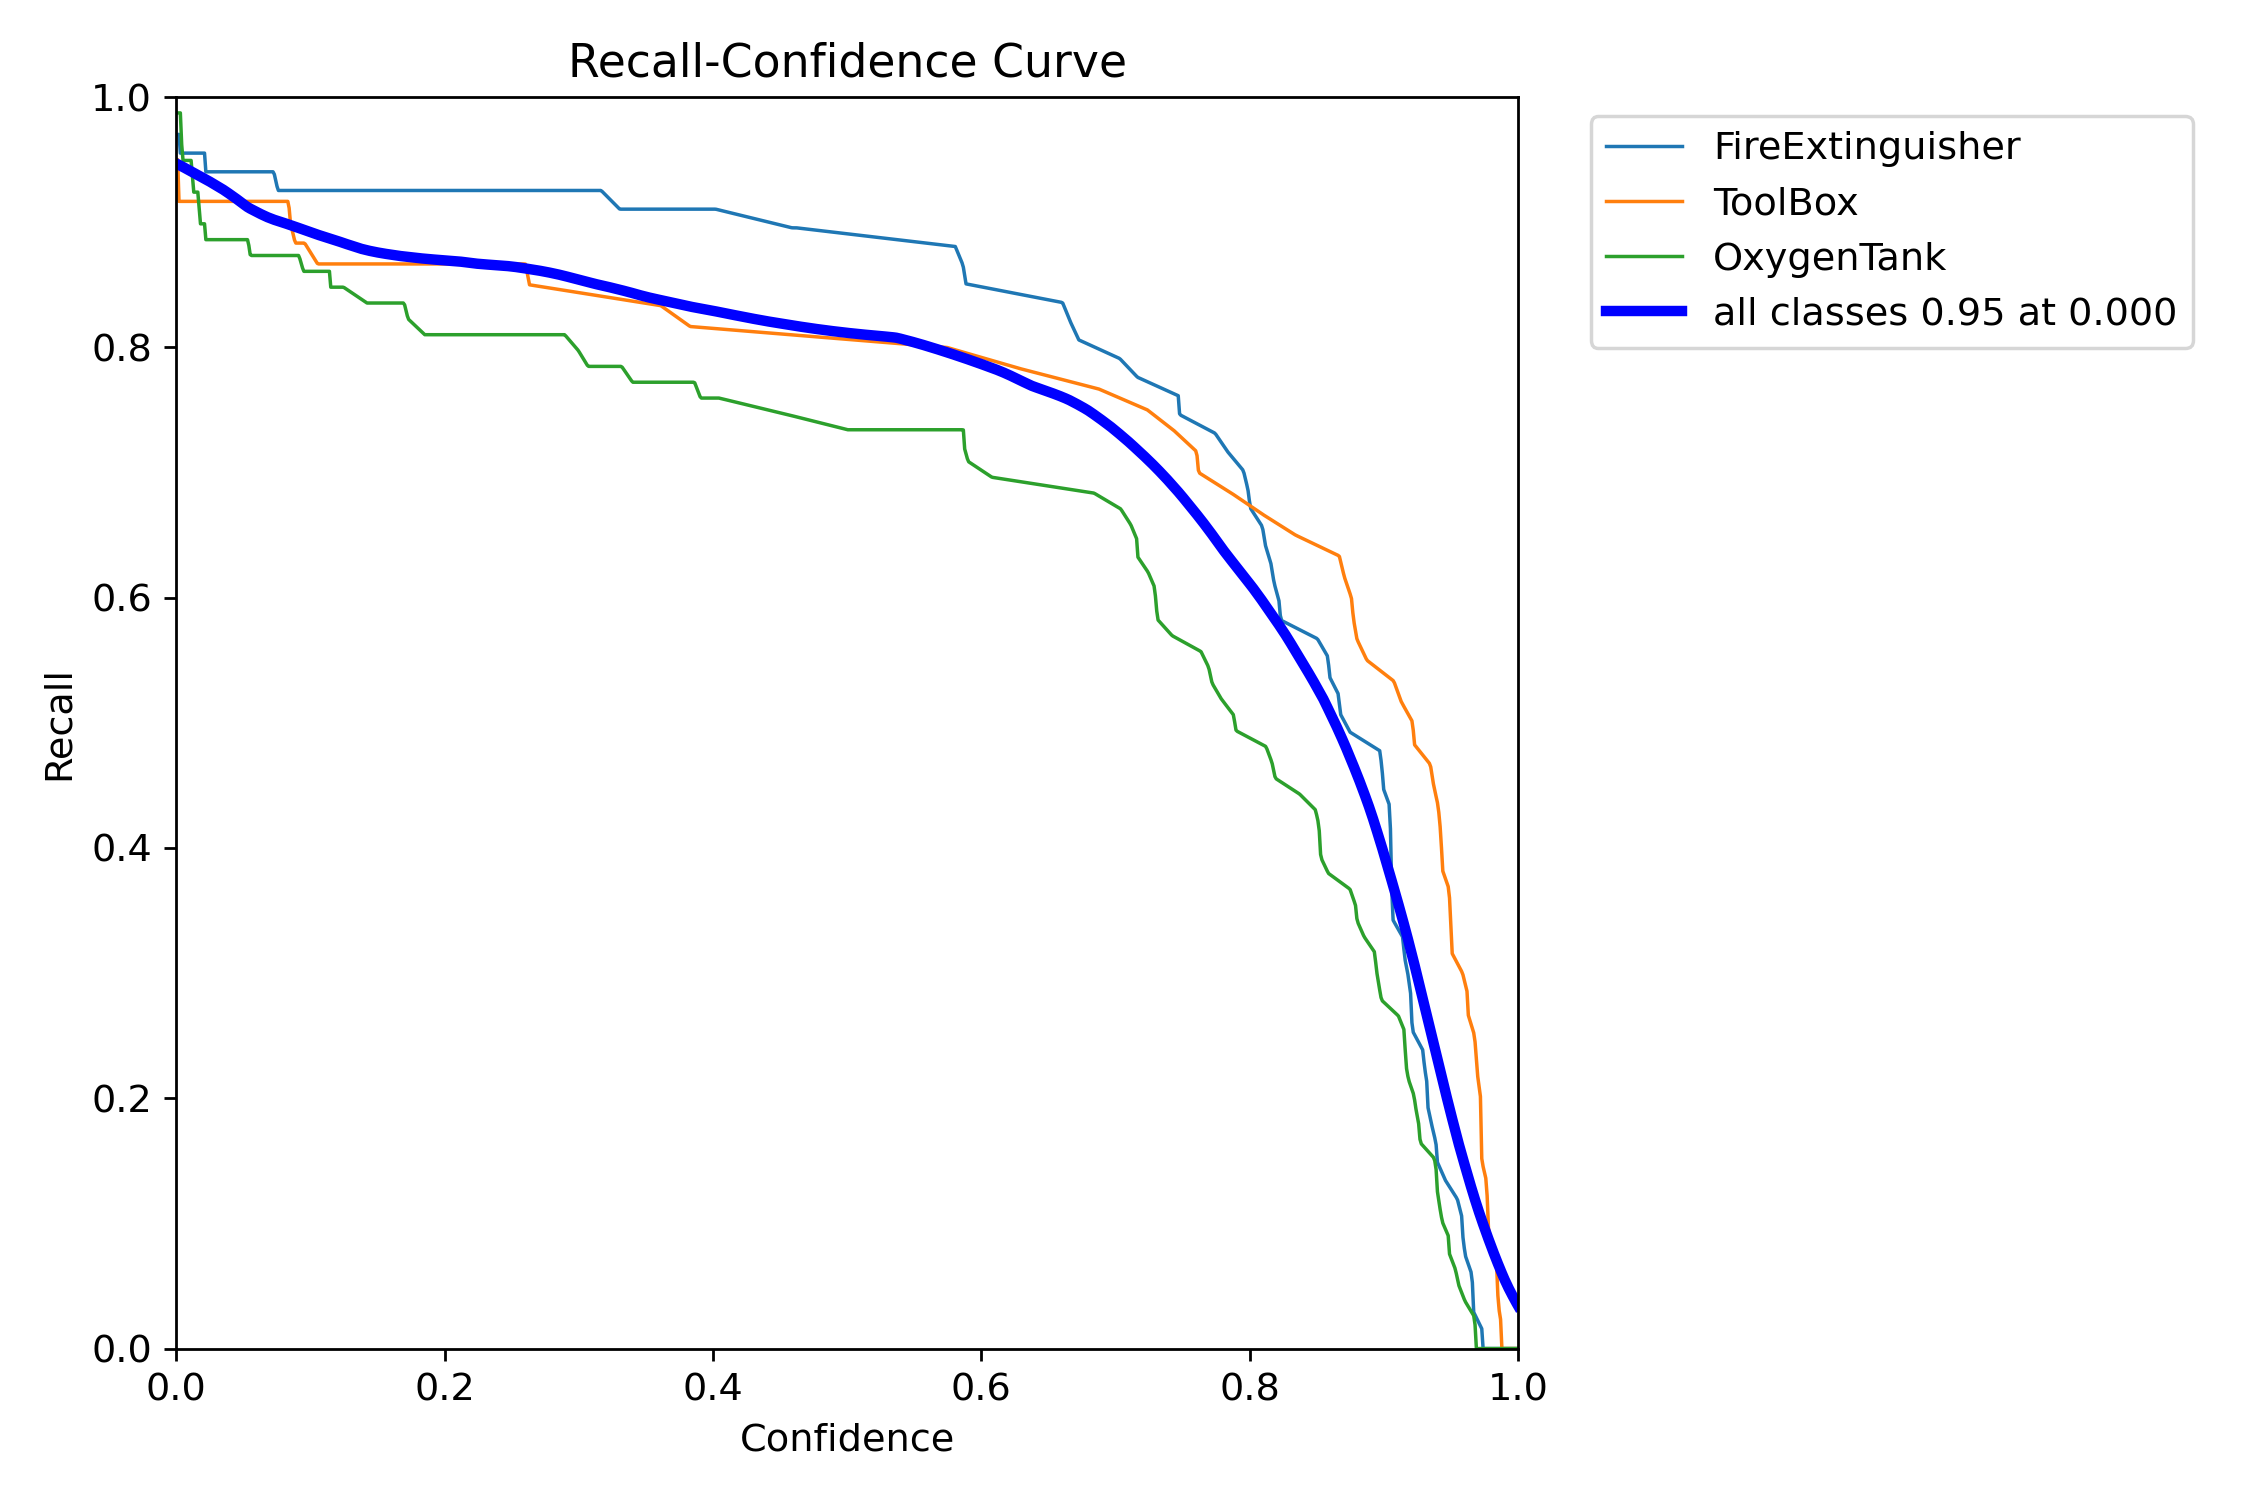 Recall-Confidence Curve
1.0
0.8
0.6
0.4
0.2
0.0
Recall
0.0 0.2 0.4 0.6 0.8 1.0
Confidence
FireExtinguisher
ToolBox
OxygenTank
all classes 0.95 at 0.000